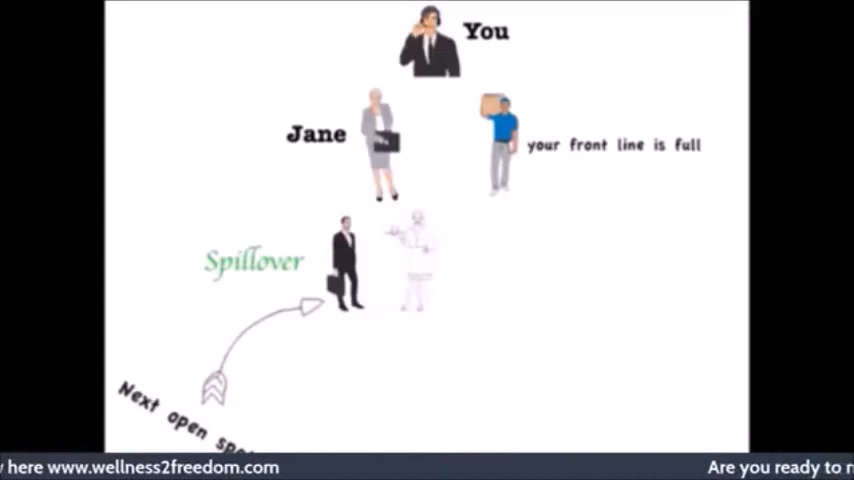 You
Jane
your front line is full
Spillover
Next open
here www.wellness2freedom.com
Are you ready to